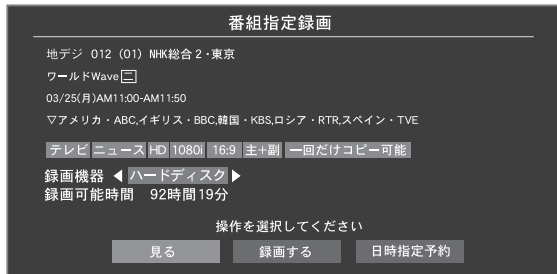 番組指定録画
地デジ 012 (01) NHK総合2・東京
ワールドWave二
03/25(月)AM11:00-AM11:50
▽アメリカ・ABC,イギリス・BBC,韓国・KBS,ロシア・RTR,スペイン・TVE
テレビ ニュース HD 1080i 16:9 主+副 一回だけコピー可能
録画機器 ◀ ハードディスク ▶
録画可能時間 92時間19分
操作を選択してください
見る 録画する 日時指定予約